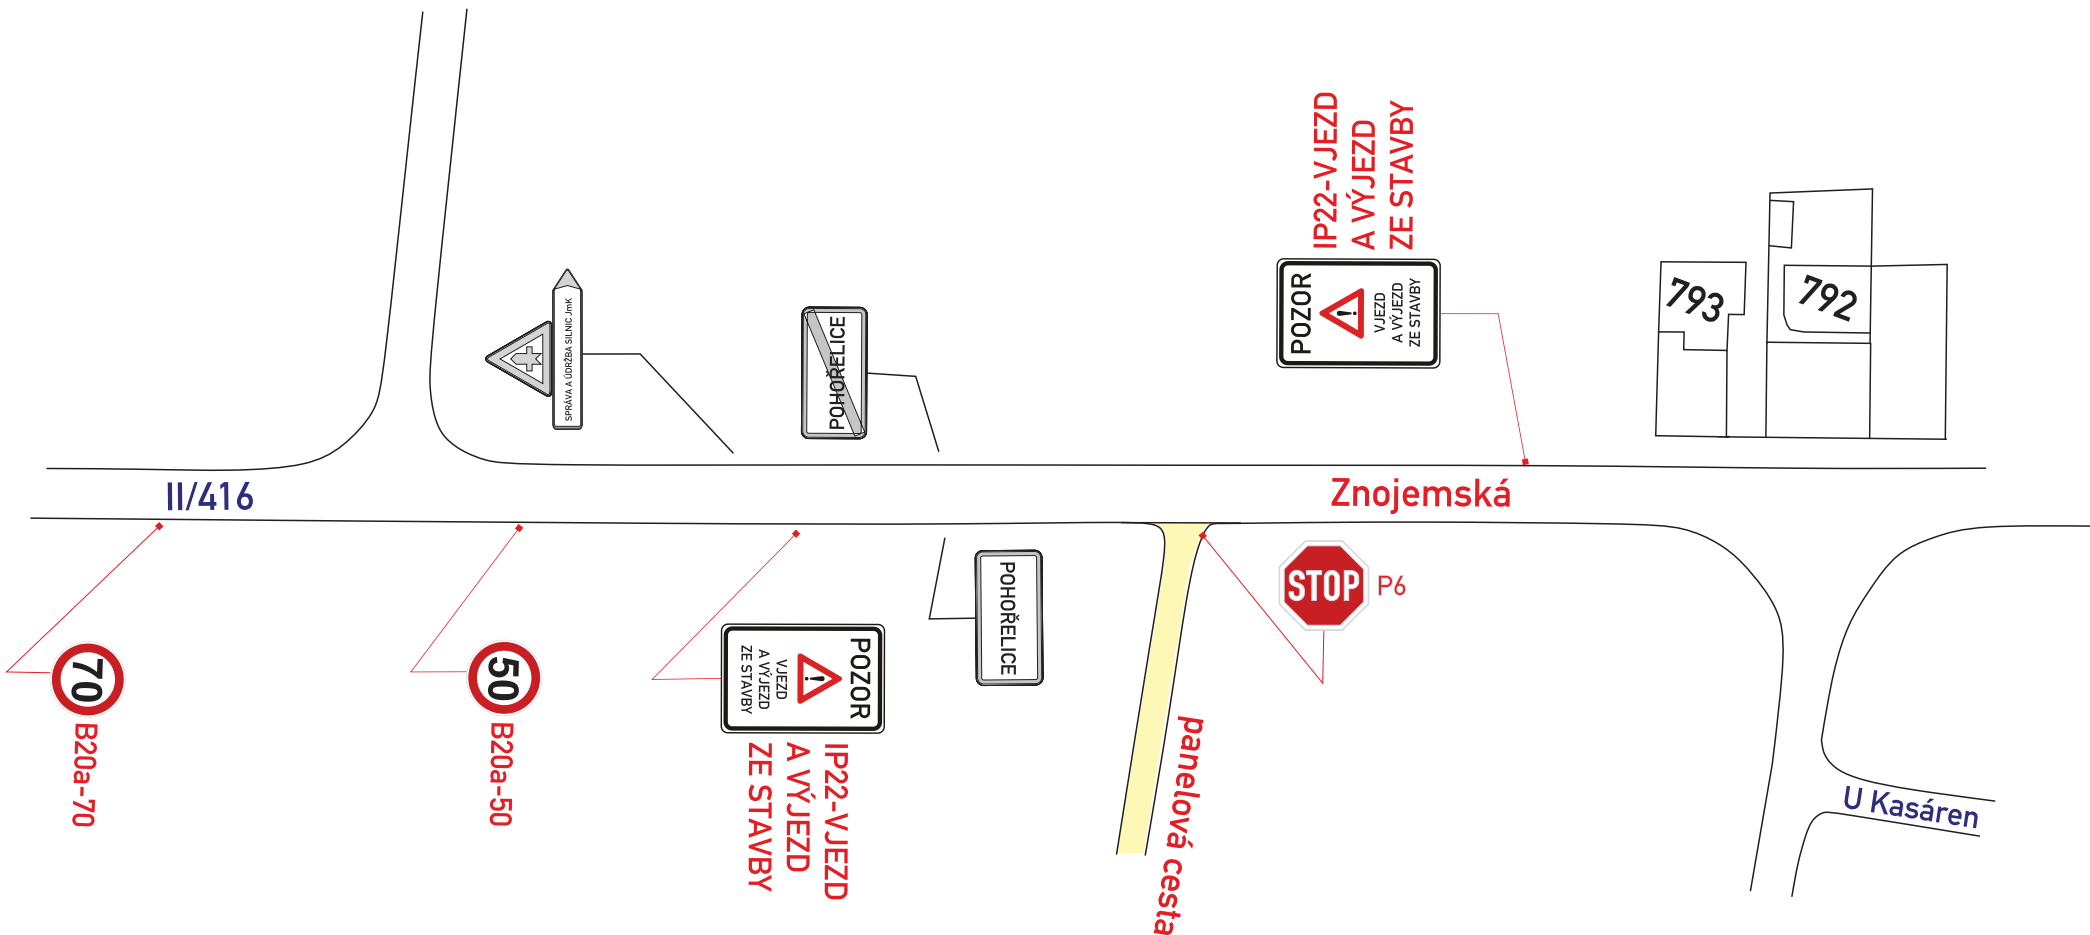 IP22-VJEZD
A VÝJEZD
ZE STAVBY
POZOR
VJEZD
A VÝJEZD
ZE STAVBY
793
792
SPRÁVA A ÚDRŽBA SILNIC JmK
POHOŘELICE
II/416
Znojemská
70
B20a-70
50
B20a-50
POZOR
VJEZD
A VÝJEZD
ZE STAVBY
IP22-VJEZD
A VÝJEZD
ZE STAVBY
POHOŘELICE
STOP
P6
panelová cesta
U Kasáren